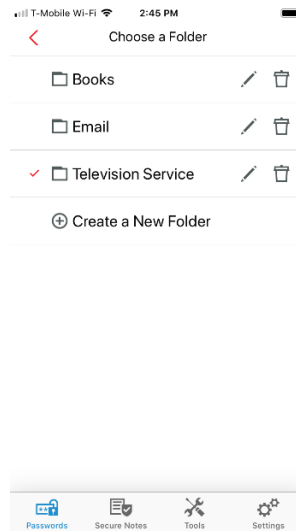 T-Mobile Wi-Fi 2:45 PM
Choose a Folder
Books
Email
Television Service
Create a New Folder
Passwords Secure Notes Tools Settings